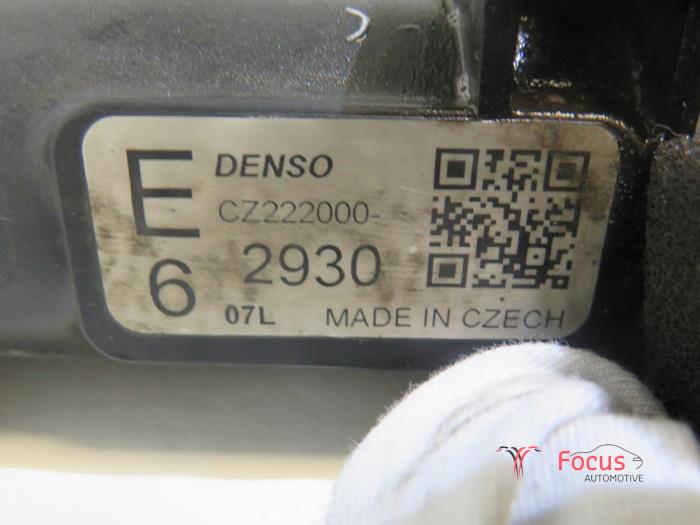 E
6
DENSO
CZ222000-
2930
07L MADE IN CZECH
Focus
AUTOMOTIVE